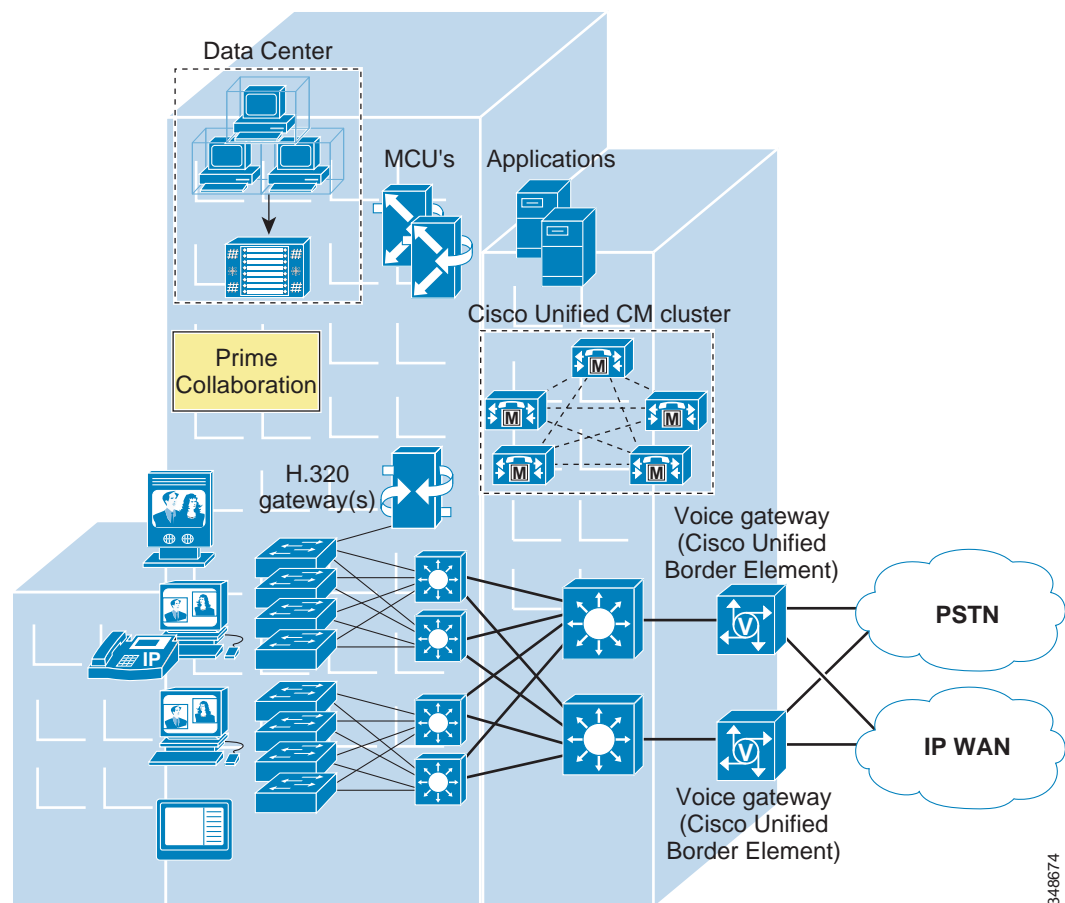 Data Center
MCU's
Applications
Cisco Unified CM cluster
M
M
M
M
M
Prime
Collaboration
H.320
gateway(s)
IP
Voice gateway
(Cisco Unified
Border Element)
V
PSTN
V
IP WAN
Voice gateway
(Cisco Unified
Border Element)
348674